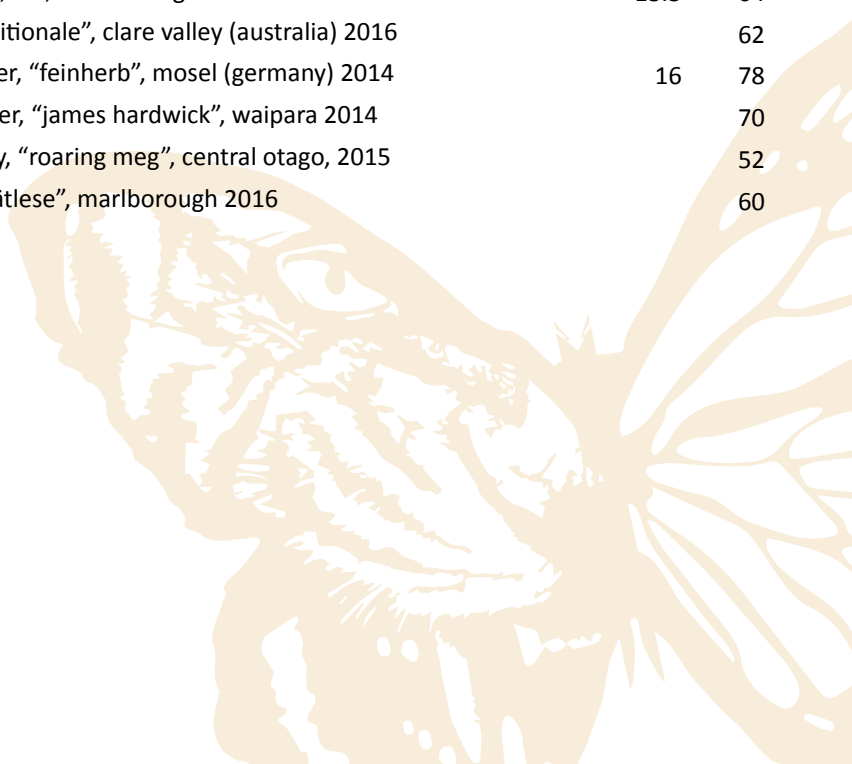 itionale”, clare valley (australia) 2016 62
er, “feinherb”, mosel (germany) 2014 16 78
er, “james hardwick”, waipara 2014 70
y, “roaring meg”, central otago, 2015 52
ätlese”, marlborough 2016 60